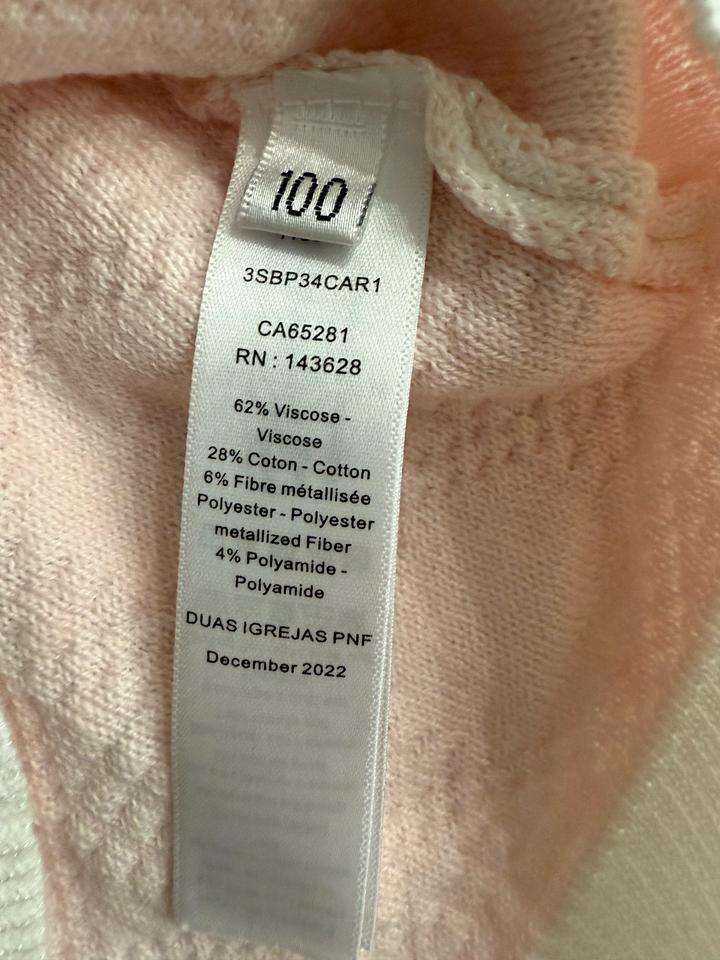 100
3SBP34CAR1
CA65281
RN : 143628
62% Viscose -
Viscose
28% Coton - Cotton
6% Fibre métallisée
Polyester - Polyester
metallized Fiber
4% Polyamide -
Polyamide
DUAS IGREJAS PNF
December 2022